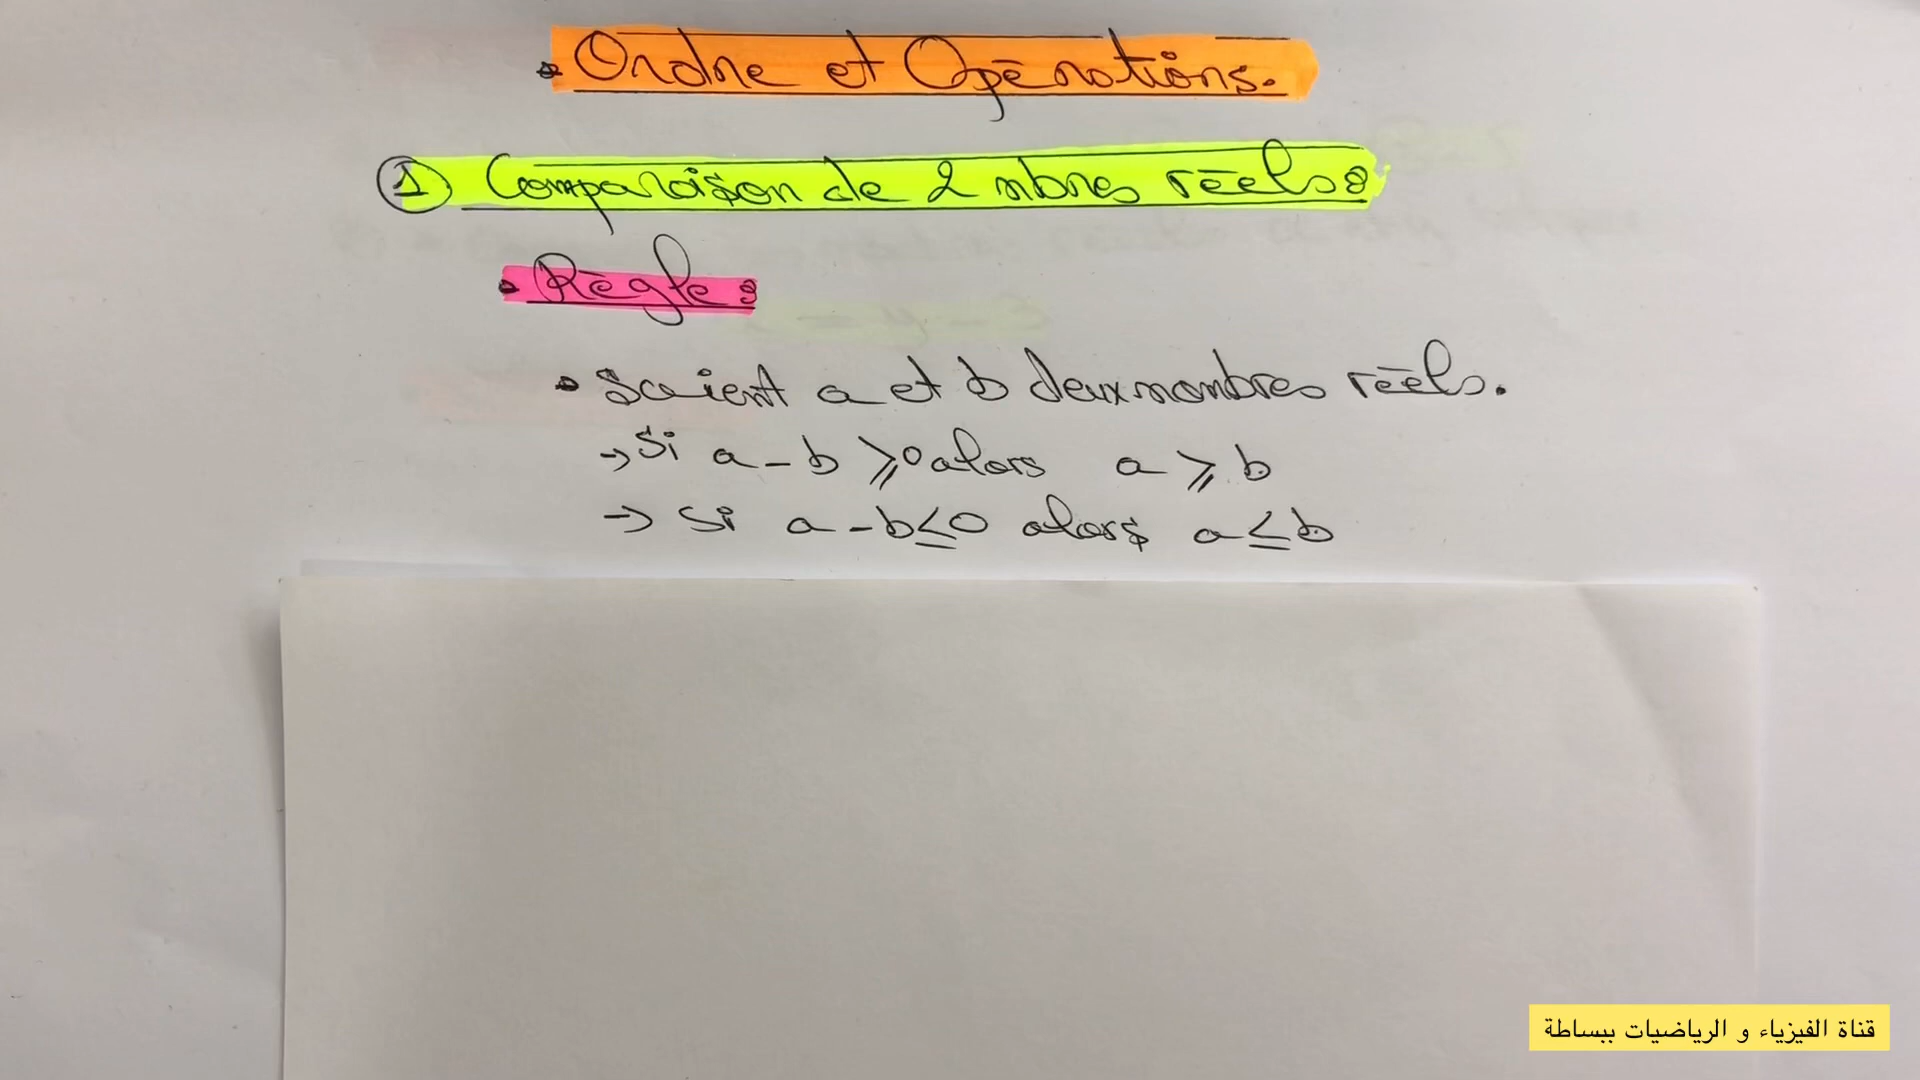 • Ordre et Opérations.
① Comparaison de 2 nbres réels :
• Règle :
• Soient a et b deux nombres réels.
→ Si a - b ⩾ 0 alors a ⩾ b
→ Si a - b ≤ 0 alors a ≤ b
قناة الفيزياء و الرياضيات ببساطة